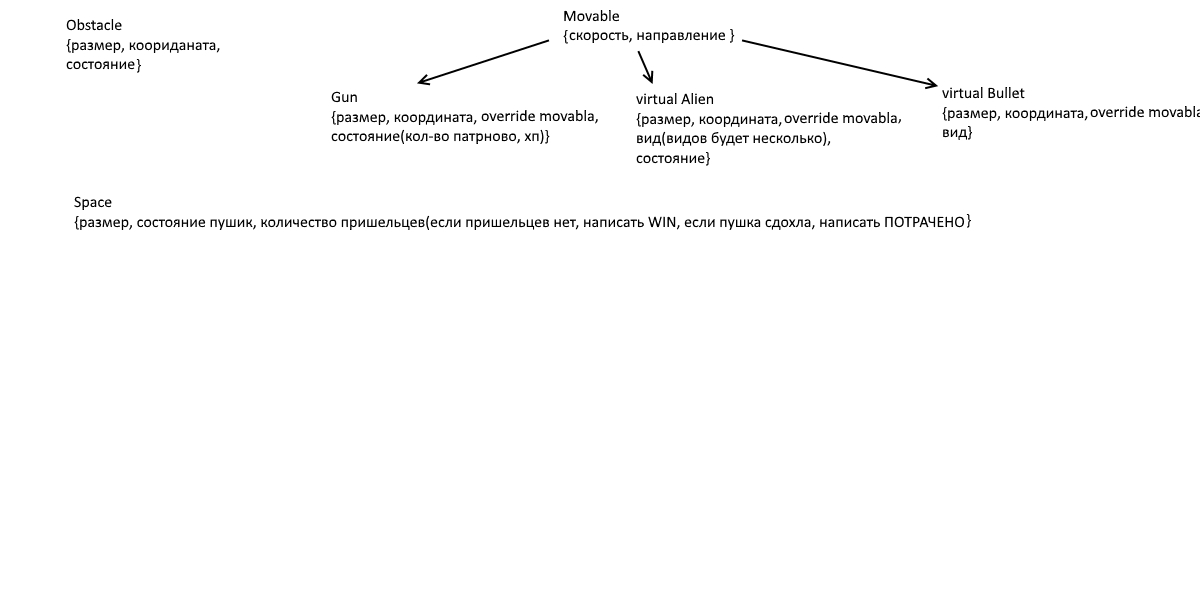 Obstacle
{размер, коориданата,
состояние}
Movable
{скорость, направление }
Gun
{размер, координата, override movabla,
состояние(кол-во патрново, хп)}
virtual Alien
{размер, координата, override movabla,
вид(видов будет несколько),
состояние}
virtual Bullet
{размер, координата, override movabla
вид}
Space
{размер, состояние пушик, количество пришельцев(если пришельцев нет, написать WIN, если пушка сдохла, написать ПОТРАЧЕНО}